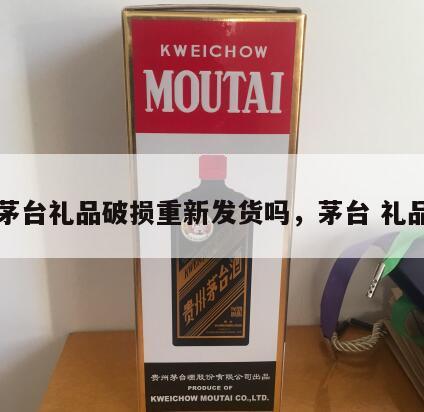 KWEICHOW
MOUTAI
茅台礼品破损重新发货吗，茅台 礼品
贵州茅台酒
贵州茅台酒股份有限公司出品
PRODUCE OF
KWEICHOW MOUTAI CO.,LTD.